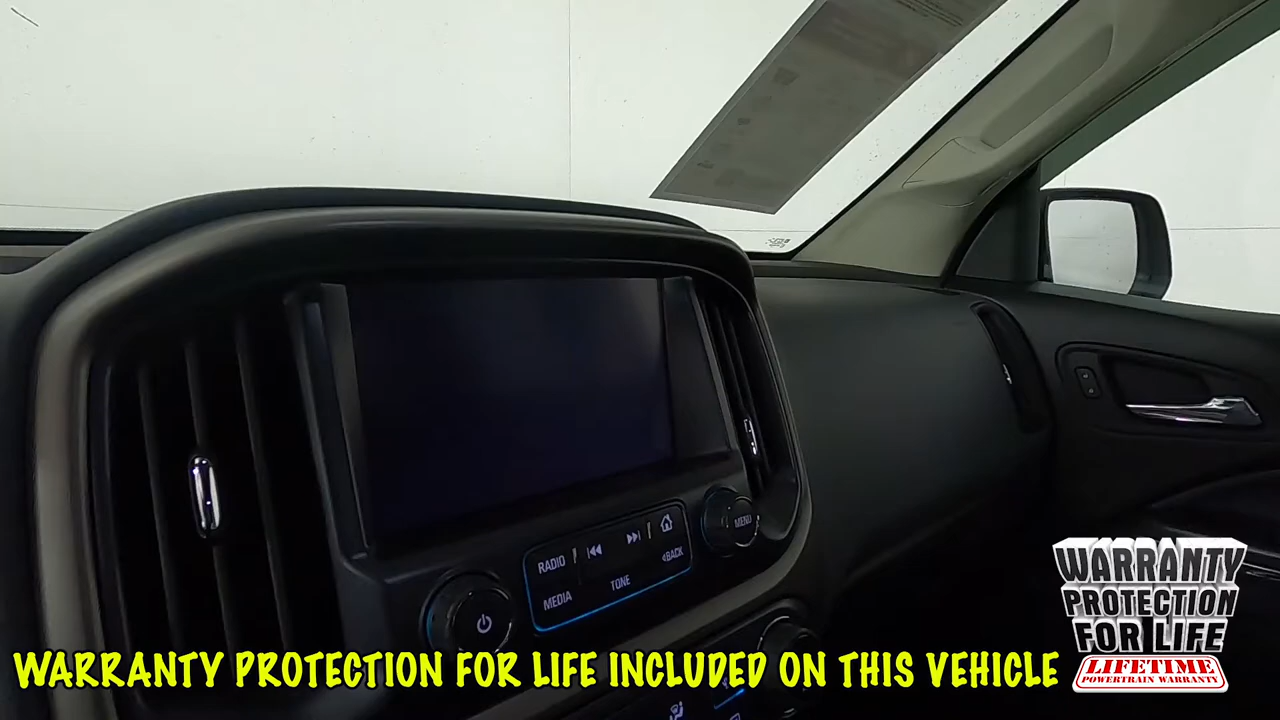 RADIO
MEDIA
TONE
<BACK
MENU
WARRANTY
PROTECTION
FOR LIFE
LIFETIME
POWERTRAIN WARRANTY
WARRANTY PROTECTION FOR LIFE INCLUDED ON THIS VEHICLE